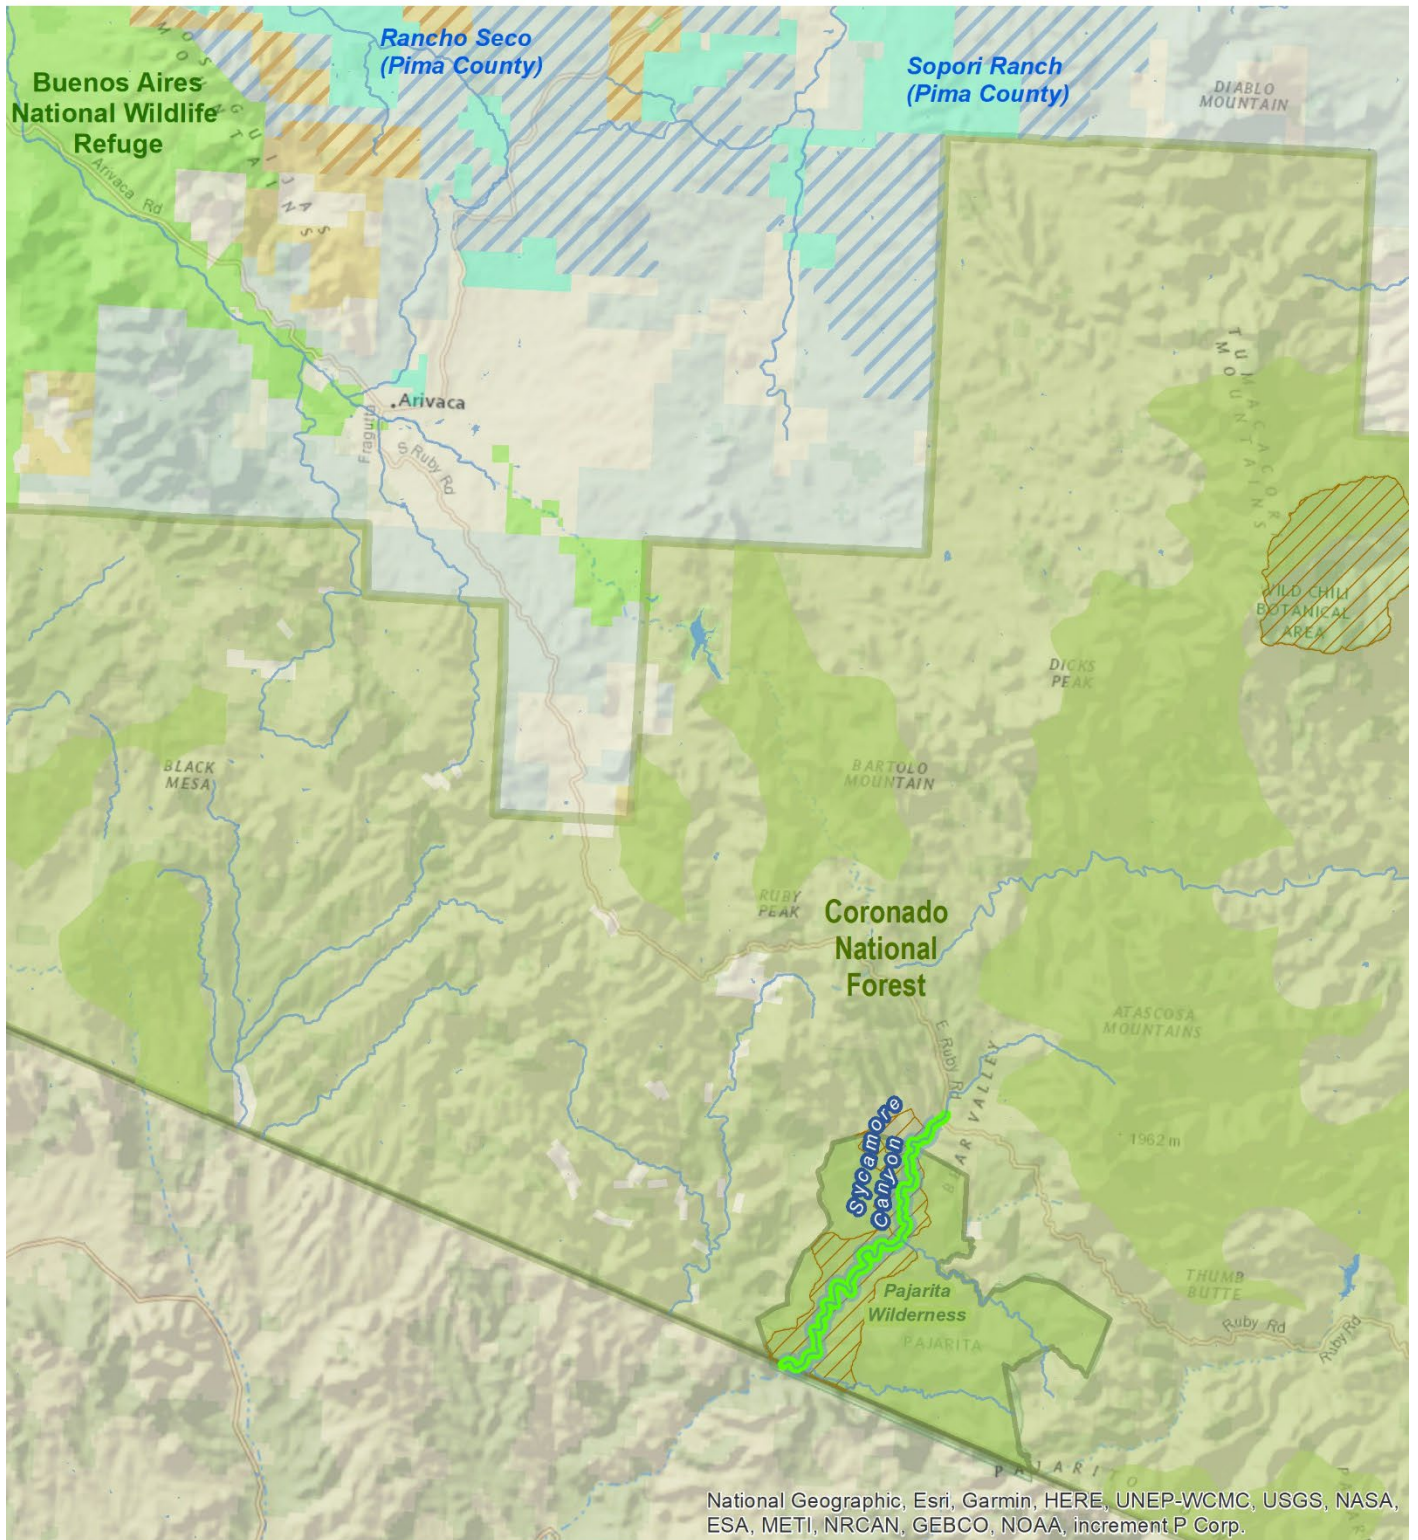 Rancho Seco
(Pima County)
Sopori Ranch
(Pima County)
Buenos Aires
National Wildlife
Refuge
DIABLO
MOUNTAIN
Arivaca Rd
TUMACACORI
MOUNTAINS
Arivaca
S Ruby Rd
WILD CHILI
BOTANICAL
AREA
DICKS
PEAK
BLACK
MESA
BARTOLO
MOUNTAIN
RUBY
PEAK
Coronado
National
Forest
ATASCOSA
MOUNTAINS
E Ruby Rd
BEAR VALLEY
Sycamore
Canyon
1962 m
THUMB
BUTTE
Pajarita
Wilderness
PAJARITA
Ruby Rd
Ruby Rd
PAJARITO
National Geographic, Esri, Garmin, HERE, UNEP-WCMC, USGS, NASA,
ESA, METI, NRCAN, GEBCO, NOAA, increment P Corp.